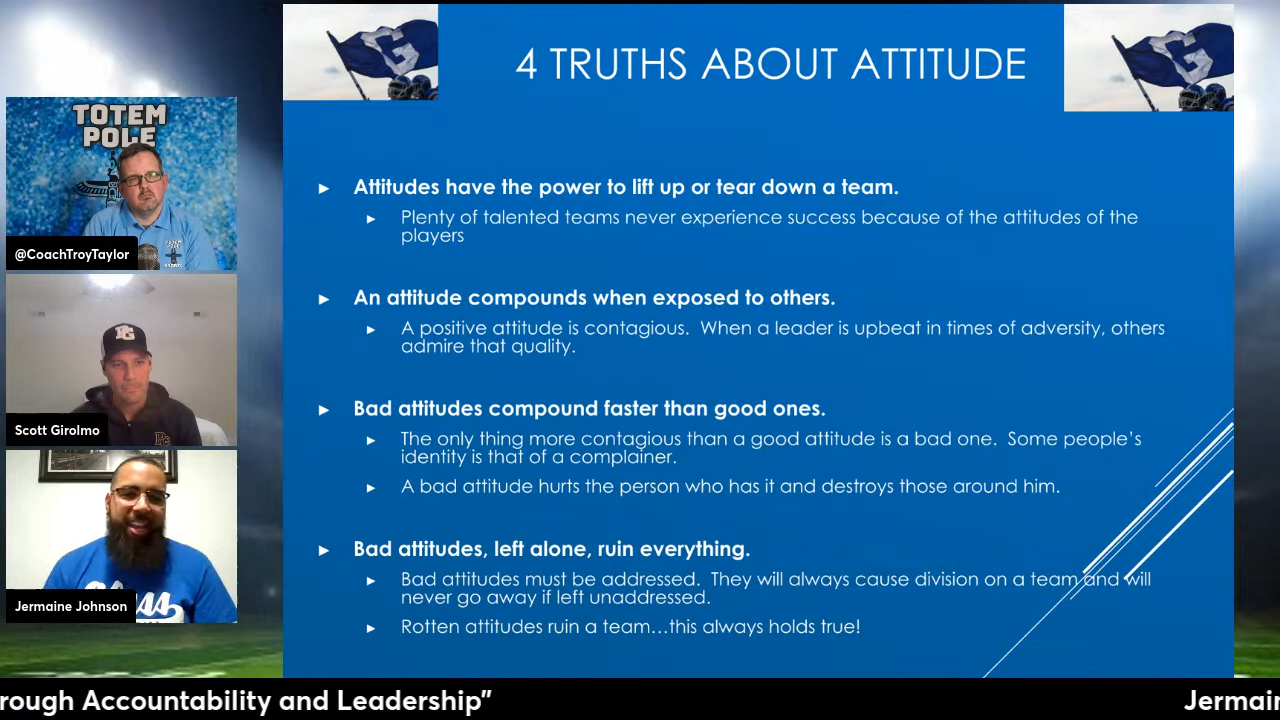 4 TRUTHS ABOUT ATTITUDE
G
G
► Attitudes have the power to lift up or tear down a team.
► Plenty of talented teams never experience success because of the attitudes of the
players
► An attitude compounds when exposed to others.
► A positive attitude is contagious. When a leader is upbeat in times of adversity, others
admire that quality.
► Bad attitudes compound faster than good ones.
► The only thing more contagious than a good attitude is a bad one. Some people's
identity is that of a complainer.
► A bad attitude hurts the person who has it and destroys those around him.
► Bad attitudes, left alone, ruin everything.
► Bad attitudes must be addressed. They will always cause division on a team and will
never go away if left unaddressed.
► Rotten attitudes ruin a team…this always holds true!
TOTEM
POLE
@CoachTroyTaylor
PG
Scott Girolmo
Jermaine Johnson
rough Accountability and Leadership"
Jermain